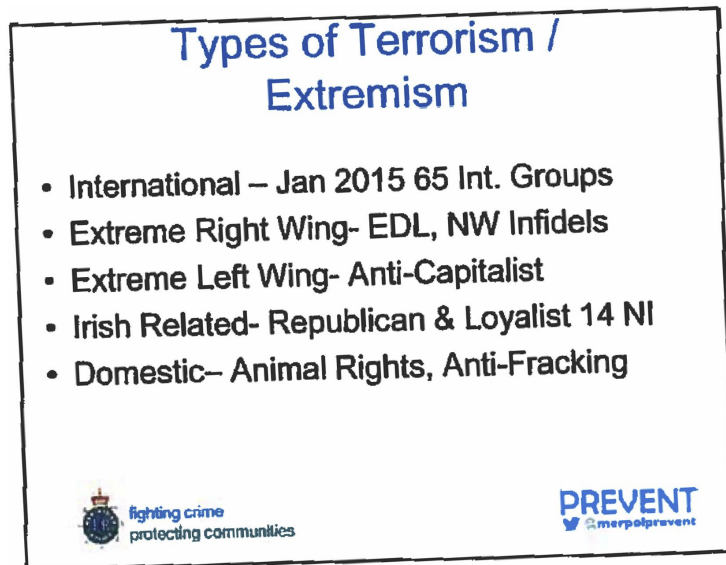 Types of Terrorism /
Extremism
• International – Jan 2015 65 Int. Groups
• Extreme Right Wing- EDL, NW Infidels
• Extreme Left Wing- Anti-Capitalist
• Irish Related- Republican & Loyalist 14 NI
• Domestic– Animal Rights, Anti-Fracking
fighting crime
protecting communities
PREVENT
@merpolprevent